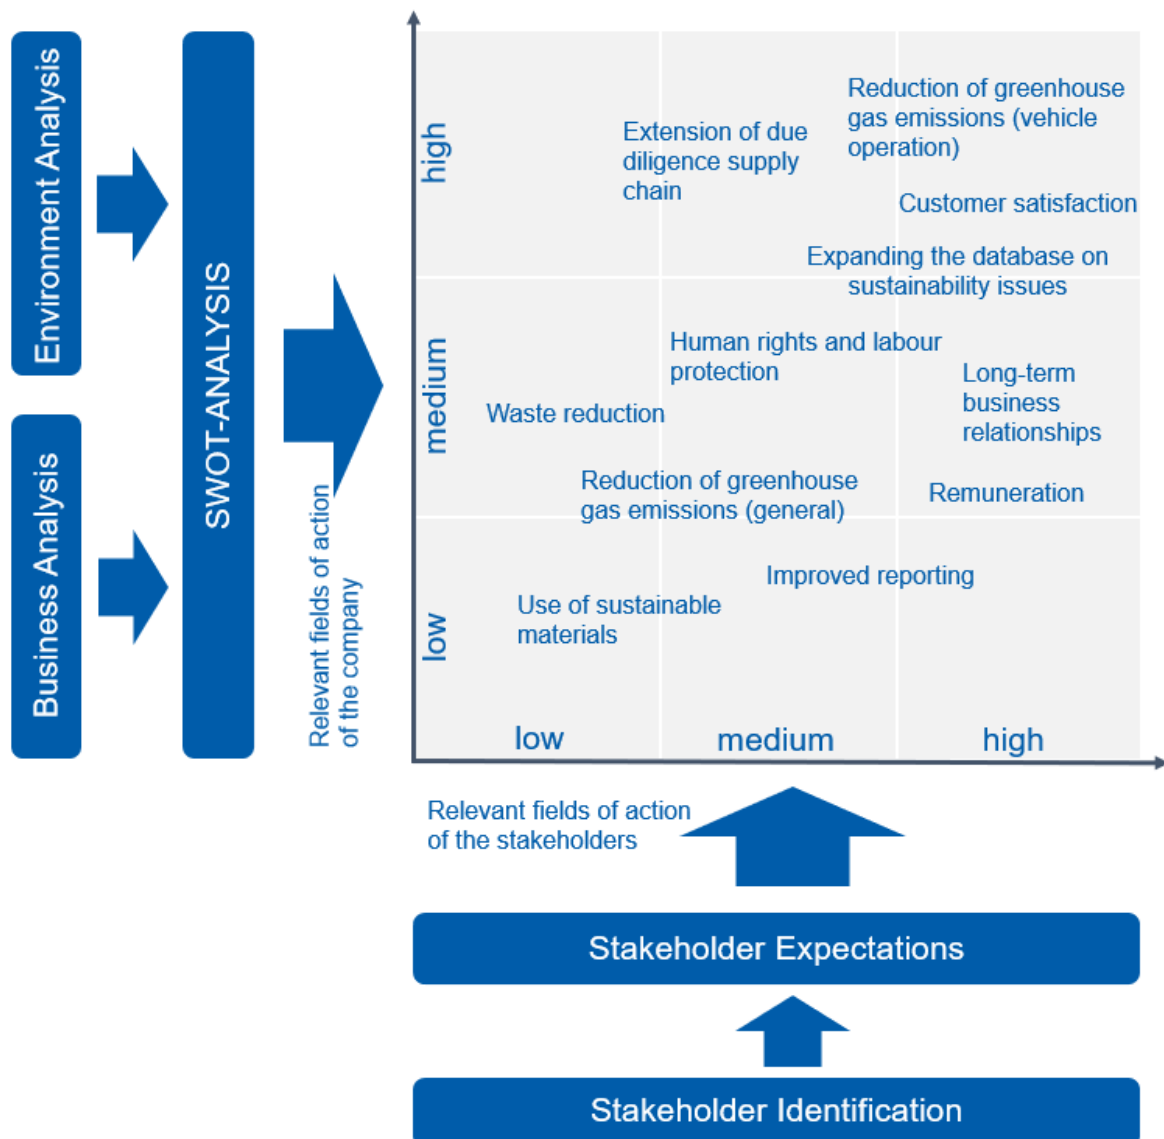 Environment Analysis
Business Analysis
SWOT-ANALYSIS
Relevant fields of action
of the company
high
medium
low
Reduction of greenhouse
gas emissions (vehicle
operation)
Extension of due
diligence supply
chain
Customer satisfaction
Expanding the database on
sustainability issues
Human rights and labour
protection
Long-term
business
relationships
Waste reduction
Reduction of greenhouse
gas emissions (general)
Remuneration
Improved reporting
Use of sustainable
materials
low
medium
high
Relevant fields of action
of the stakeholders
Stakeholder Expectations
Stakeholder Identification